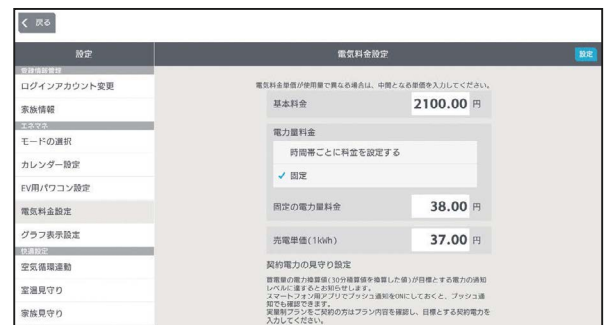 戻る
設定
電気料金設定
設定
登録情報管理
ログインアカウント変更
家族情報
エネマネ
モードの選択
カレンダー設定
EV用パワコン設定
電気料金設定
グラフ表示設定
快適設定
空気循環連動
室温見守り
家族見守り
電気料金単価が使用量で異なる場合は、中間となる単価を入力してください。
基本料金 2100.00 円
電力量料金
時間帯ごとに料金を設定する
固定
固定の電力量料金 38.00 円
売電単価(1kWh) 37.00 円
契約電力の見守り設定
買電量の電力換算値(30分積算値を換算した値)が目標とする電力の通知
レベルに達するとお知らせします。
スマートフォン用アプリでプッシュ通知をONにしておくと、プッシュ通
知でも確認できます。
実量制プランをご契約の方はプラン内容を確認し、目標とする契約電力を
入力してください。